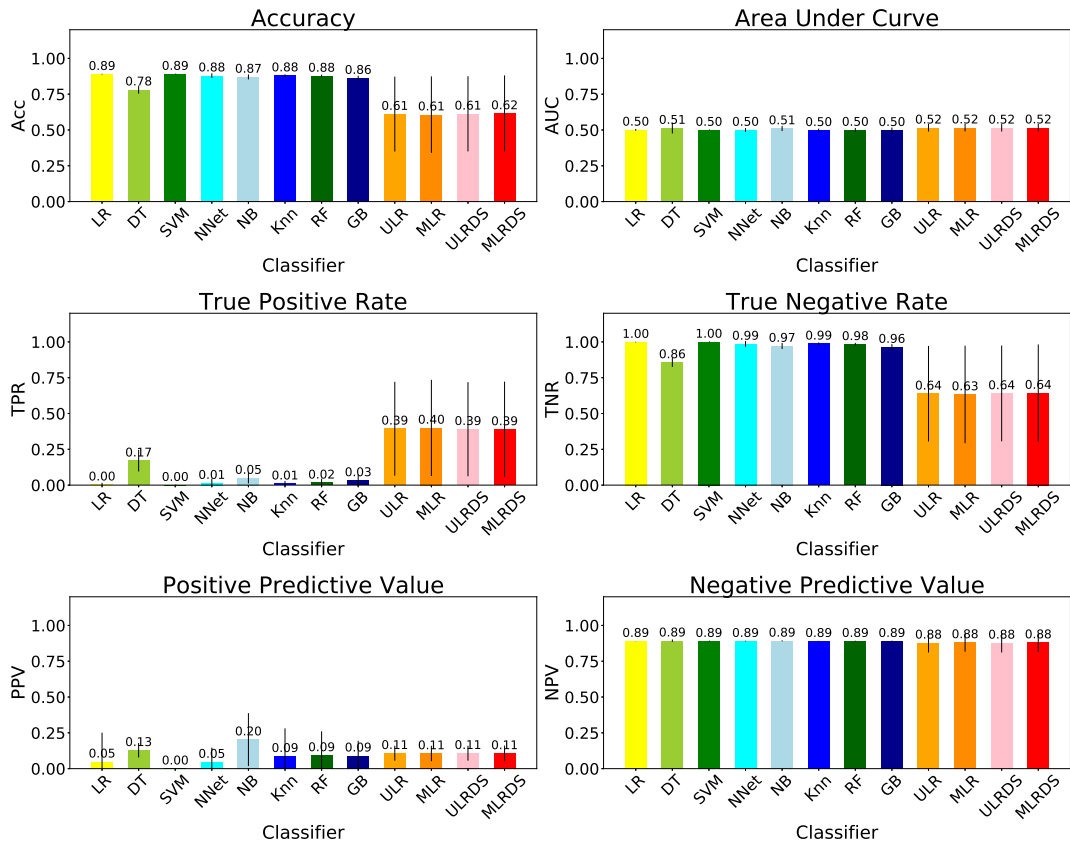 Accuracy
Acc
1.00
0.75
0.50
0.25
0.00
0.89 0.78 0.89 0.88 0.87 0.88 0.88 0.86 0.61 0.61 0.61 0.62
LR DT SVM NNet NB Knn RF GB ULR MLR ULRDS MLRDS
Classifier
Area Under Curve
AUC
1.00
0.75
0.50
0.25
0.00
0.50 0.51 0.50 0.50 0.51 0.50 0.50 0.50 0.52 0.52 0.52 0.52
LR DT SVM NNet NB Knn RF GB ULR MLR ULRDS MLRDS
Classifier
True Positive Rate
TPR
1.00
0.75
0.50
0.25
0.00
0.00 0.17 0.00 0.01 0.05 0.01 0.02 0.03 0.39 0.40 0.39 0.39
LR DT SVM NNet NB Knn RF GB ULR MLR ULRDS MLRDS
Classifier
True Negative Rate
TNR
1.00
0.75
0.50
0.25
0.00
1.00 0.86 1.00 0.99 0.97 0.99 0.98 0.96 0.64 0.63 0.64 0.64
LR DT SVM NNet NB Knn RF GB ULR MLR ULRDS MLRDS
Classifier
Positive Predictive Value
PPV
1.00
0.75
0.50
0.25
0.00
0.05 0.13 0.00 0.05 0.20 0.09 0.09 0.09 0.11 0.11 0.11 0.11
LR DT SVM NNet NB Knn RF GB ULR MLR ULRDS MLRDS
Classifier
Negative Predictive Value
NPV
1.00
0.75
0.50
0.25
0.00
0.89 0.89 0.89 0.89 0.89 0.89 0.89 0.89 0.88 0.88 0.88 0.88
LR DT SVM NNet NB Knn RF GB ULR MLR ULRDS MLRDS
Classifier